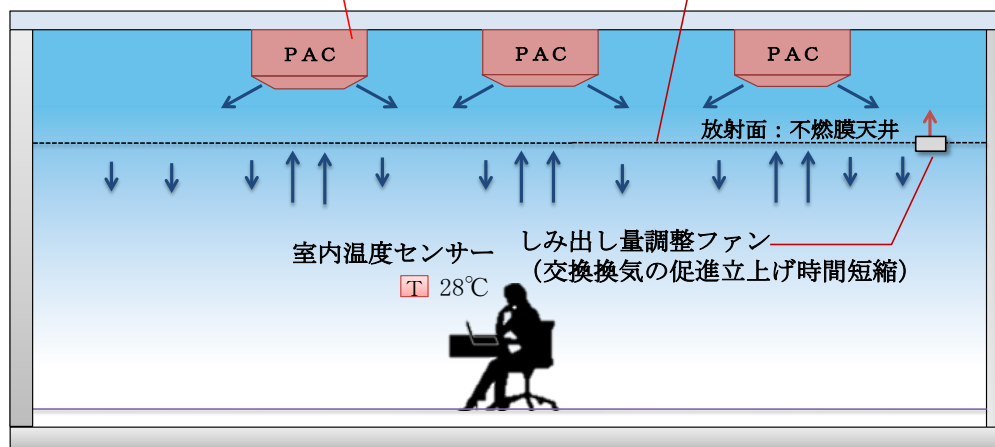 PAC
PAC
PAC
放射面：不燃膜天井
室内温度センサー
T 28℃
しみ出し量調整ファン
（交換換気の促進立上げ時間短縮）